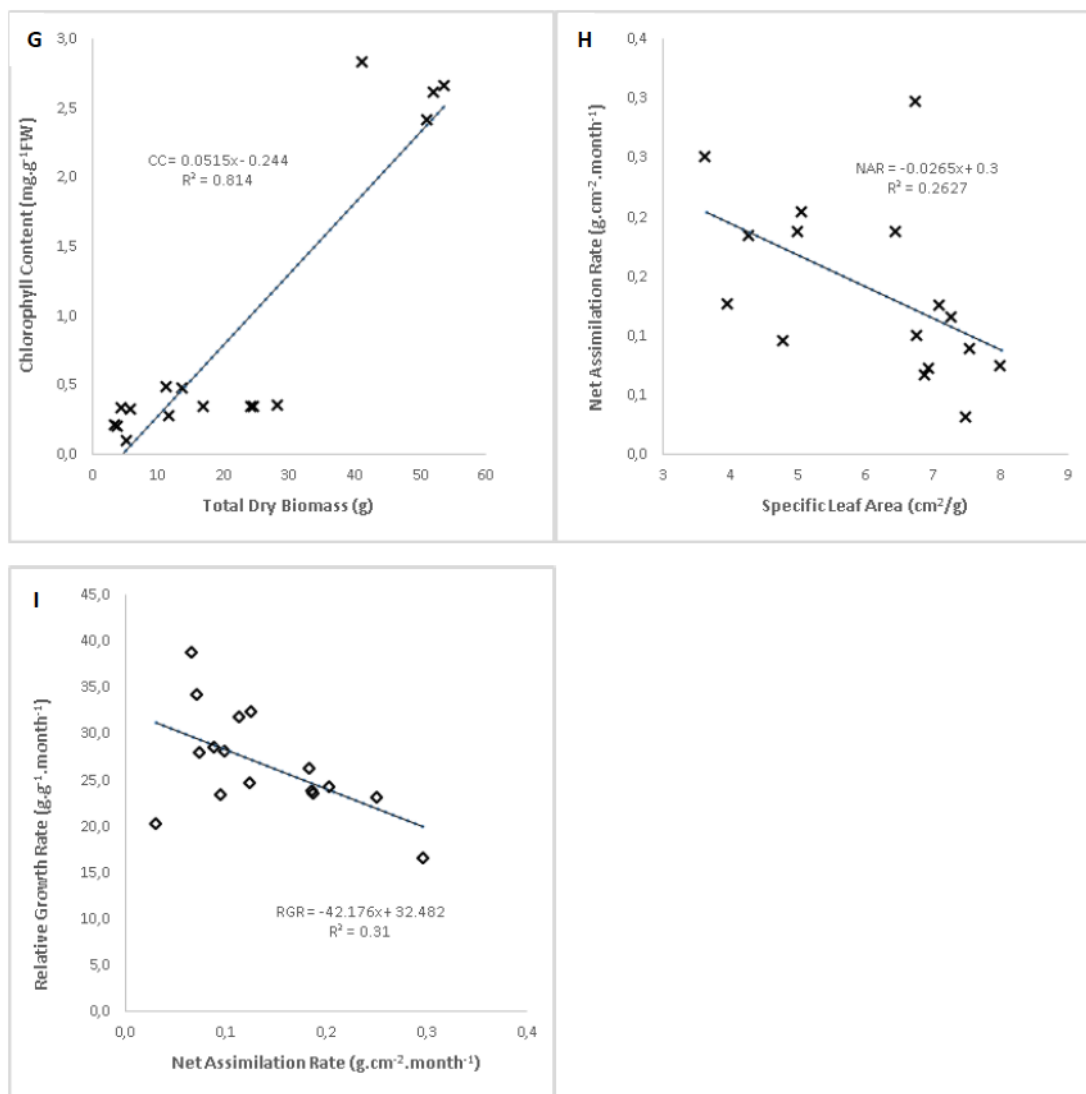 G
3,0
2,5
2,0
1,5
1,0
0,5
0,0
Chlorophyll Content (mg.g⁻¹FW)
CC= 0.0515x- 0.244
R² = 0.814
0 10 20 30 40 50 60
Total Dry Biomass (g)
H
0,4
0,3
0,3
0,2
0,2
0,1
0,1
0,0
Net Assimilation Rate (g.cm⁻².month⁻¹)
NAR = -0.0265x+ 0.3
R² = 0.2627
3 4 5 6 7 8 9
Specific Leaf Area (cm²/g)
I
45,0
40,0
35,0
30,0
25,0
20,0
15,0
10,0
5,0
0,0
Relative Growth Rate (g.g⁻¹.month⁻¹)
RGR= -42.176x+ 32.482
R² = 0.31
0,0 0,1 0,2 0,3 0,4
Net Assimilation Rate (g.cm⁻².month⁻¹)